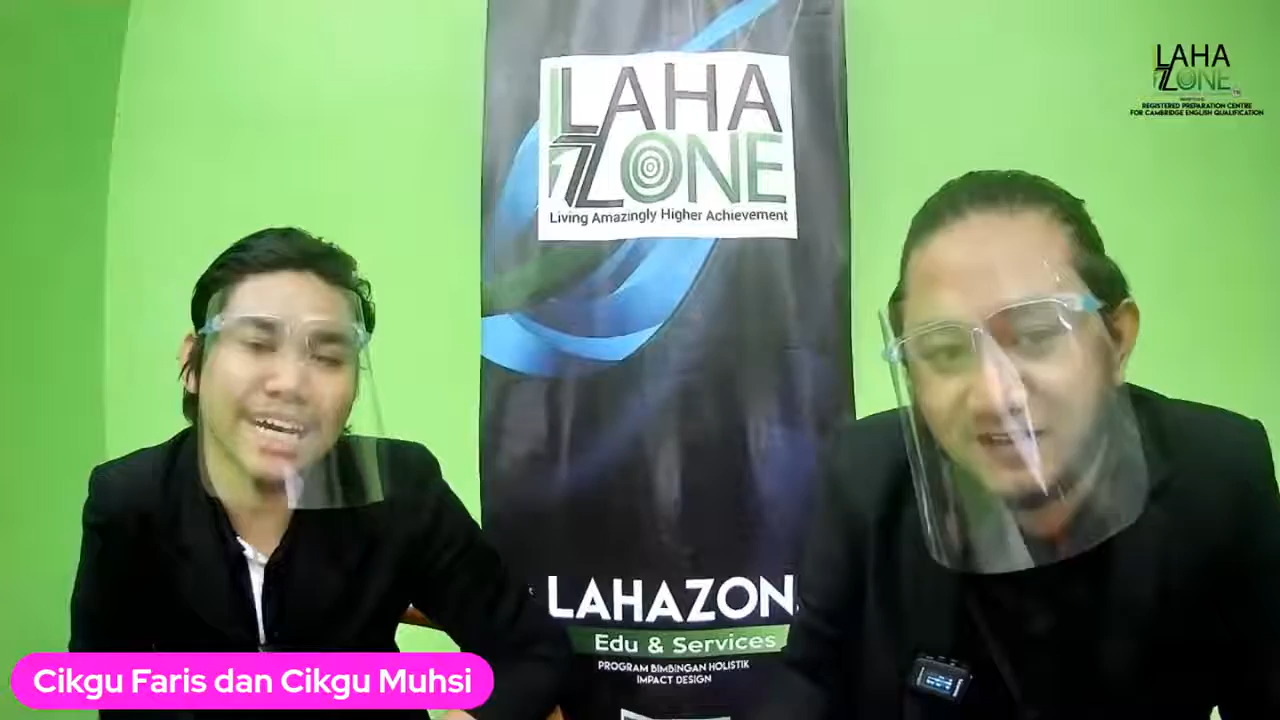 LAHA
ZONE
Living Amazingly Higher Achievement
LAHA
ZONE
REGISTERED PREPARATION CENTRE
FOR CAMBRIDGE ENGLISH QUALIFICATION
LAHAZON
Edu & Services
PROGRAM BIMBINGAN HOLISTIK
IMPACT DESIGN
Cikgu Faris dan Cikgu Muhsi